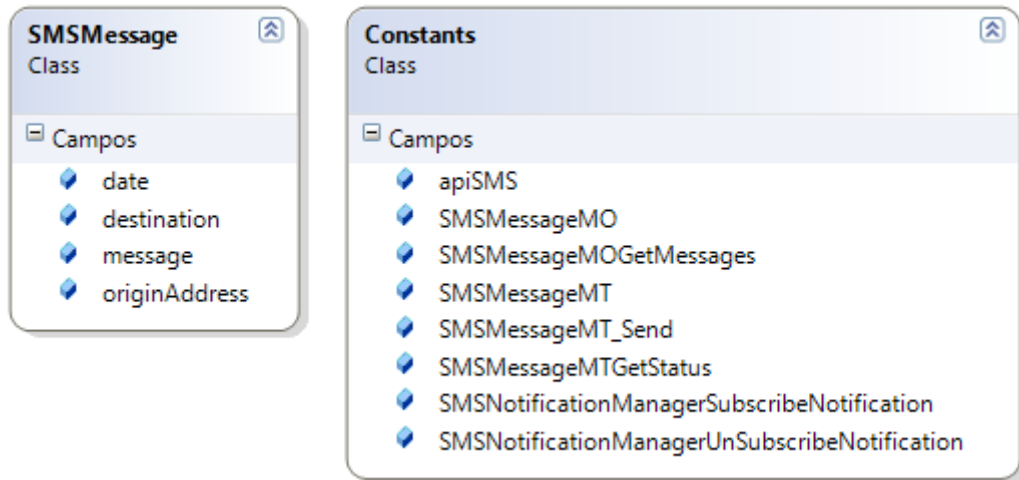 SMSMessage
Class
Campos
date
destination
message
originAddress
Constants
Class
Campos
apiSMS
SMSMessageMO
SMSMessageMOGetMessages
SMSMessageMT
SMSMessageMT_Send
SMSMessageMTGetStatus
SMSNotificationManagerSubscribeNotification
SMSNotificationManagerUnSubscribeNotification